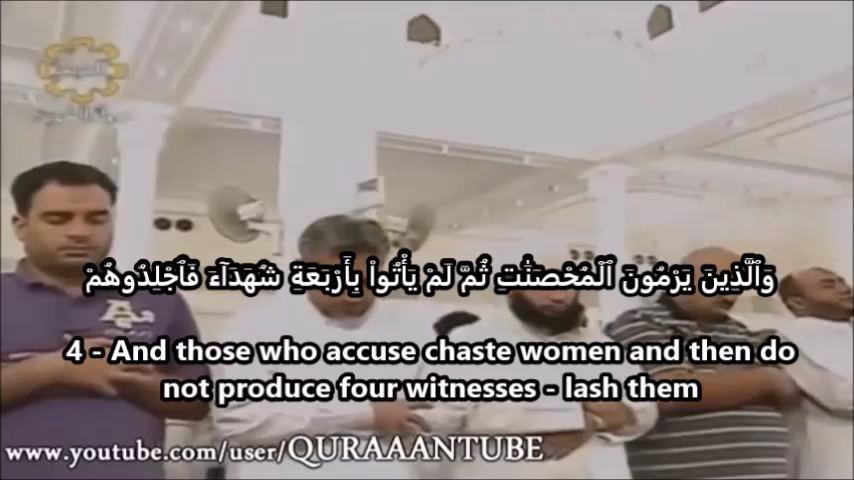 وَٱلَّذِينَ يَرْمُونَ ٱلْمُحْصَنَٰتِ ثُمَّ لَمْ يَأْتُوا۟ بِأَرْبَعَةِ شُهَدَآءَ فَٱجْلِدُوهُمْ
4 - And those who accuse chaste women and then do
not produce four witnesses - lash them
www.youtube.com/user/QURAAANTUBE